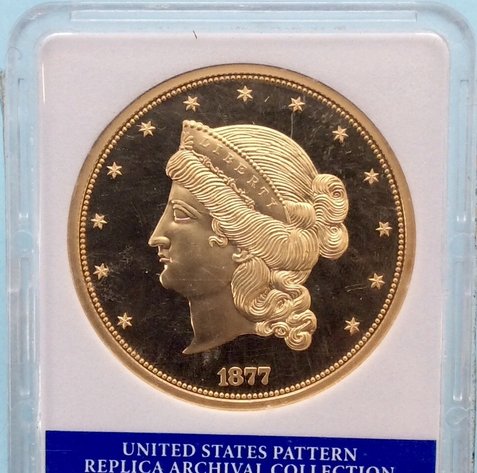 LIBERTY
1877
UNITED STATES PATTERN
REPLICA ARCHIVAL COLLECTION